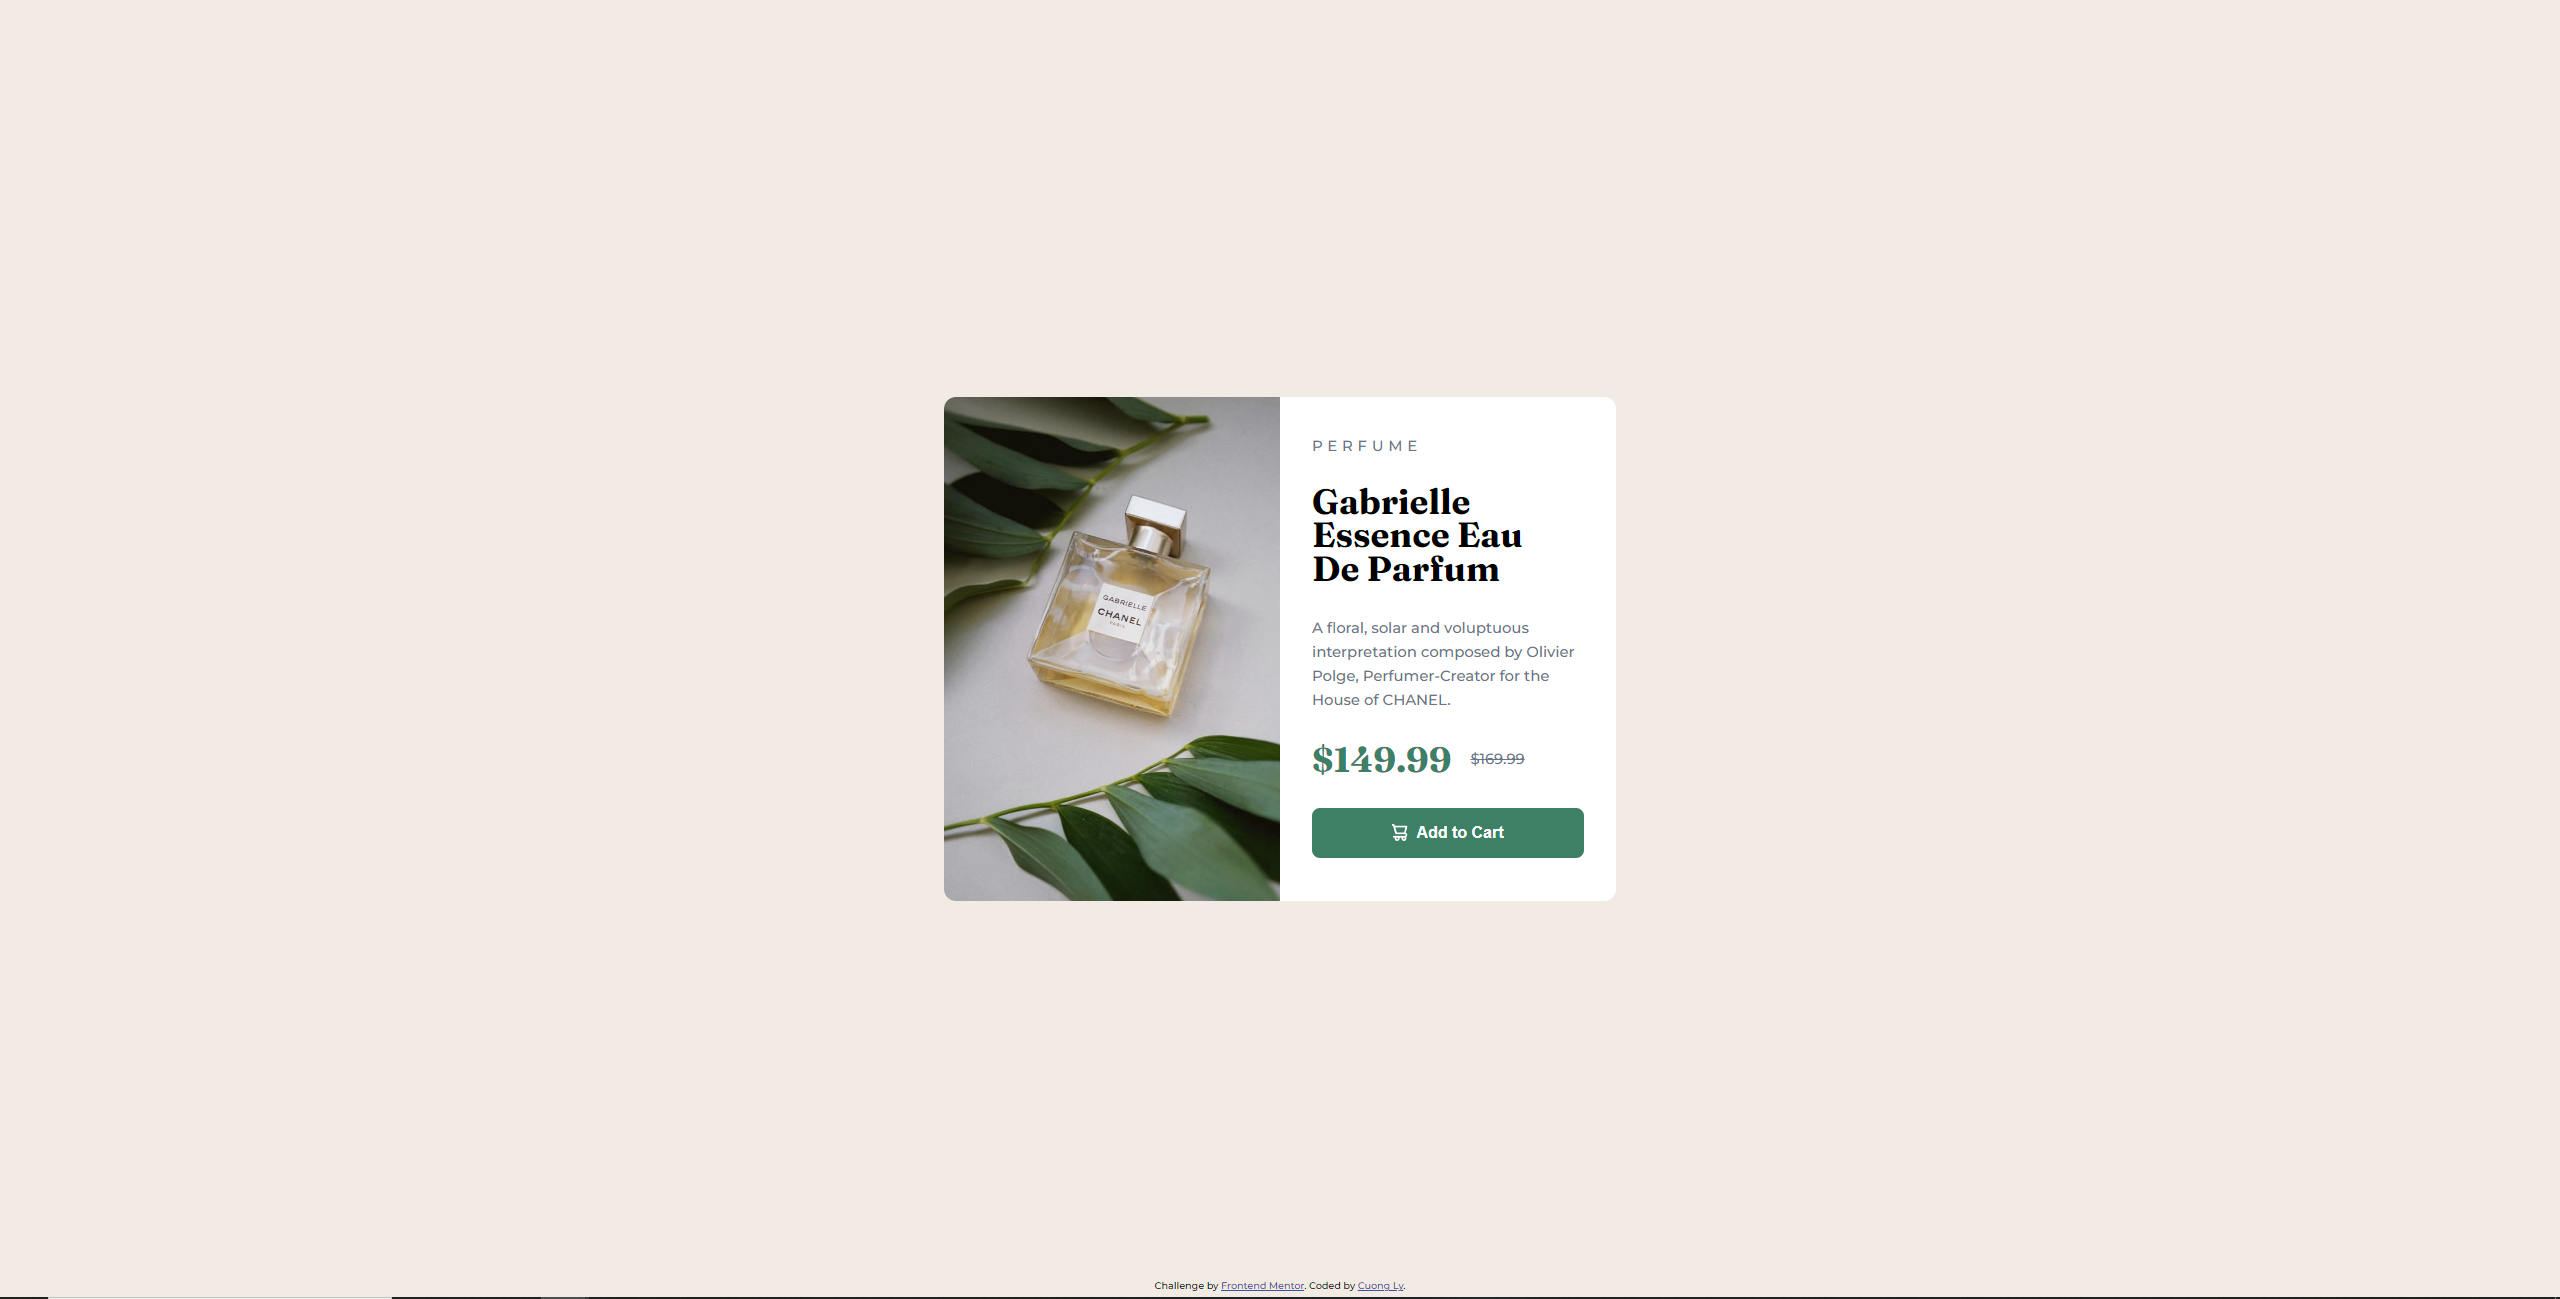 GABRIELLE
CHANEL
PARIS
PERFUME
Gabrielle
Essence Eau
De Parfum
A floral, solar and voluptuous
interpretation composed by Olivier
Polge, Perfumer-Creator for the
House of CHANEL.
$149.99 $169.99
Add to Cart
Challenge by Frontend Mentor. Coded by Cuong Ly.